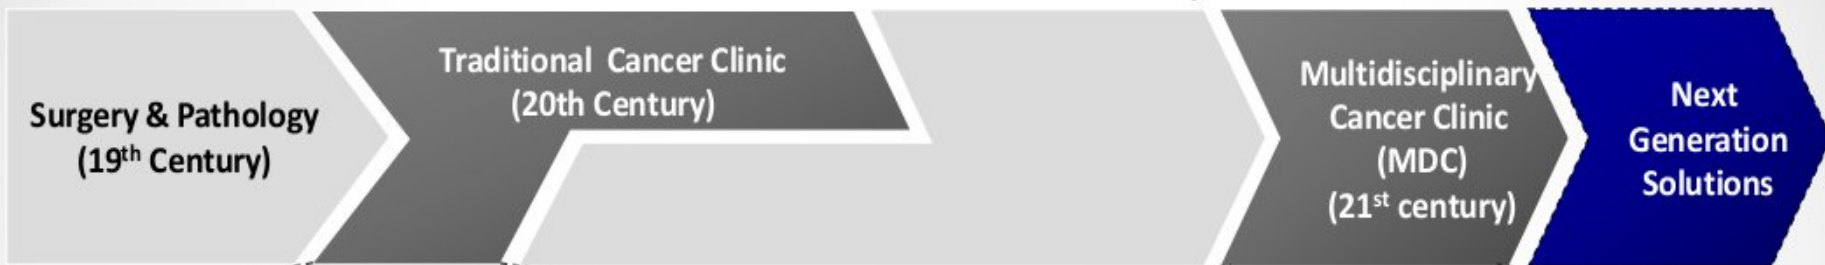 Surgery & Pathology
(19th Century)
Traditional Cancer Clinic
(20th Century)
Multidisciplinary
Cancer Clinic
(MDC)
(21st century)
Next
Generation
Solutions